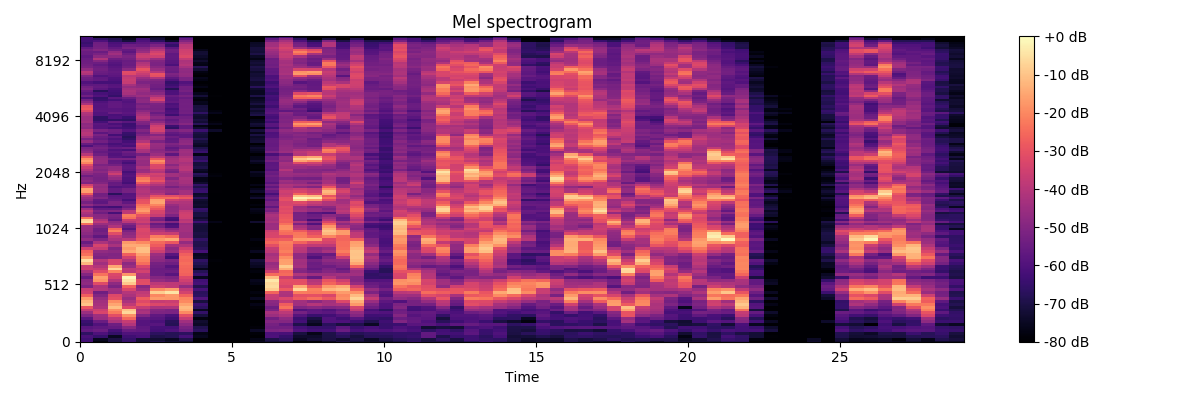 Mel spectrogram
8192
4096
2048
1024
512
0
Hz
0 5 10 15 20 25
Time
+0 dB
-10 dB
-20 dB
-30 dB
-40 dB
-50 dB
-60 dB
-70 dB
-80 dB